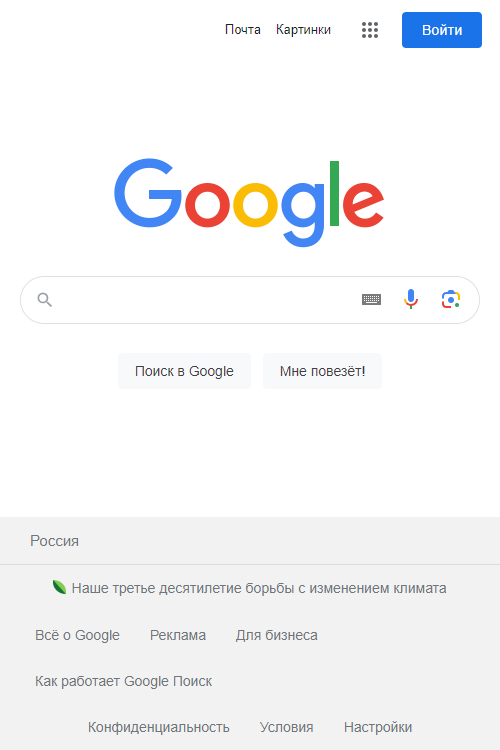 Почта Картинки Войти
Google
Поиск в Google Мне повезёт!
Россия
Наше третье десятилетие борьбы с изменением климата
Всё о Google Реклама Для бизнеса
Как работает Google Поиск
Конфиденциальность Условия Настройки